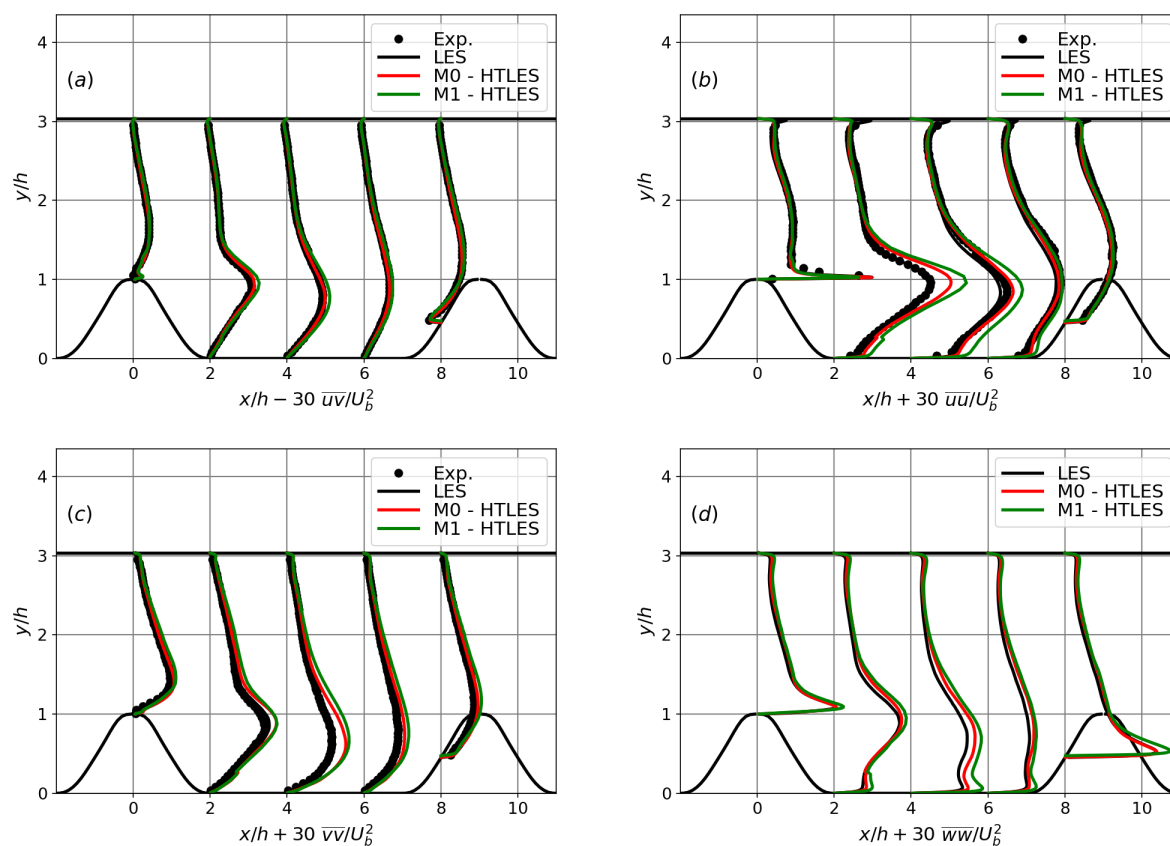 (a)
Exp.
LES
M0 - HTLES
M1 - HTLES
y/h
4
3
2
1
0
0 2 4 6 8 10
x/h − 30 u̅v̅/U_b^2
(b)
Exp.
LES
M0 - HTLES
M1 - HTLES
y/h
4
3
2
1
0
0 2 4 6 8 10
x/h + 30 u̅u̅/U_b^2
(c)
Exp.
LES
M0 - HTLES
M1 - HTLES
y/h
4
3
2
1
0
0 2 4 6 8 10
x/h + 30 v̅v̅/U_b^2
(d)
LES
M0 - HTLES
M1 - HTLES
y/h
4
3
2
1
0
0 2 4 6 8 10
x/h + 30 w̅w̅/U_b^2